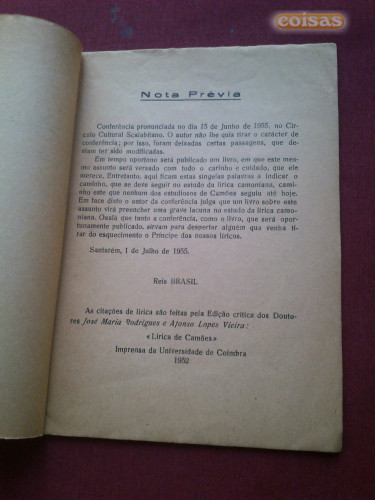 coisas
Nota Prévia
Conferência pronunciada no dia 15 de Junho de 1955, no Cír-
culo Cultural Scalabitano. O autor não lhe quis tirar o carácter de
conferência; por isso, foram deixadas certas passagens, que de-
viam ter sido modificadas.
Em tempo oportuno será publicado um livro, em que este mes-
mo assunto será versado com todo o carinho e cuidado, que ele
merece. Entretanto, aqui ficam estas singelas palavras a indicar o
caminho, que se deve seguir no estudo da lírica camoniana, cami-
nho este que nenhum dos estudiosos de Camões seguiu até hoje.
Em face disto o autor da conferência julga que um livro sobre este
assunto virá preencher uma grave lacuna no estudo da lírica camo-
niana. Oxalá que tanto a conferência, como o livro, que será opor-
tunamente publicado, sirvam para despertar alguém que venha ti-
rar do esquecimento o Príncipe dos nossos líricos.
Santarém, 1 de Julho de 1955.
Reis BRASIL
As citações de lírica são feitas pela Edição crítica dos Douto-
res José Maria Rodrigues e Afonso Lopes Vieira:
«Lírica de Camões»
Imprensa da Universidade de Coimbra
1932